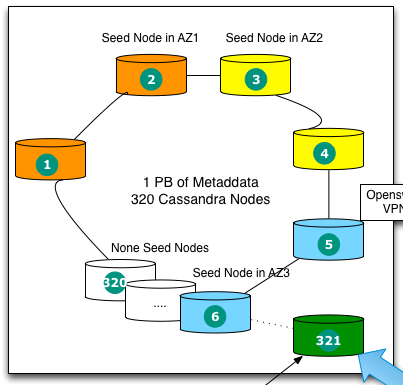 Seed Node in AZ1
Seed Node in AZ2
2
3
1
4
1 PB of Metaddata
320 Cassandra Nodes
VPN
5
None Seed Nodes
Seed Node in AZ3
320
....
6
321